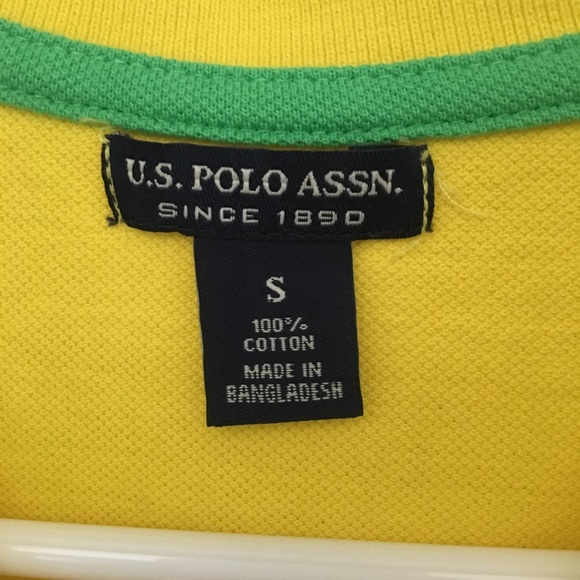 U.S. POLO ASSN.
SINCE 1890
S
100%
COTTON
MADE IN
BANGLADESH